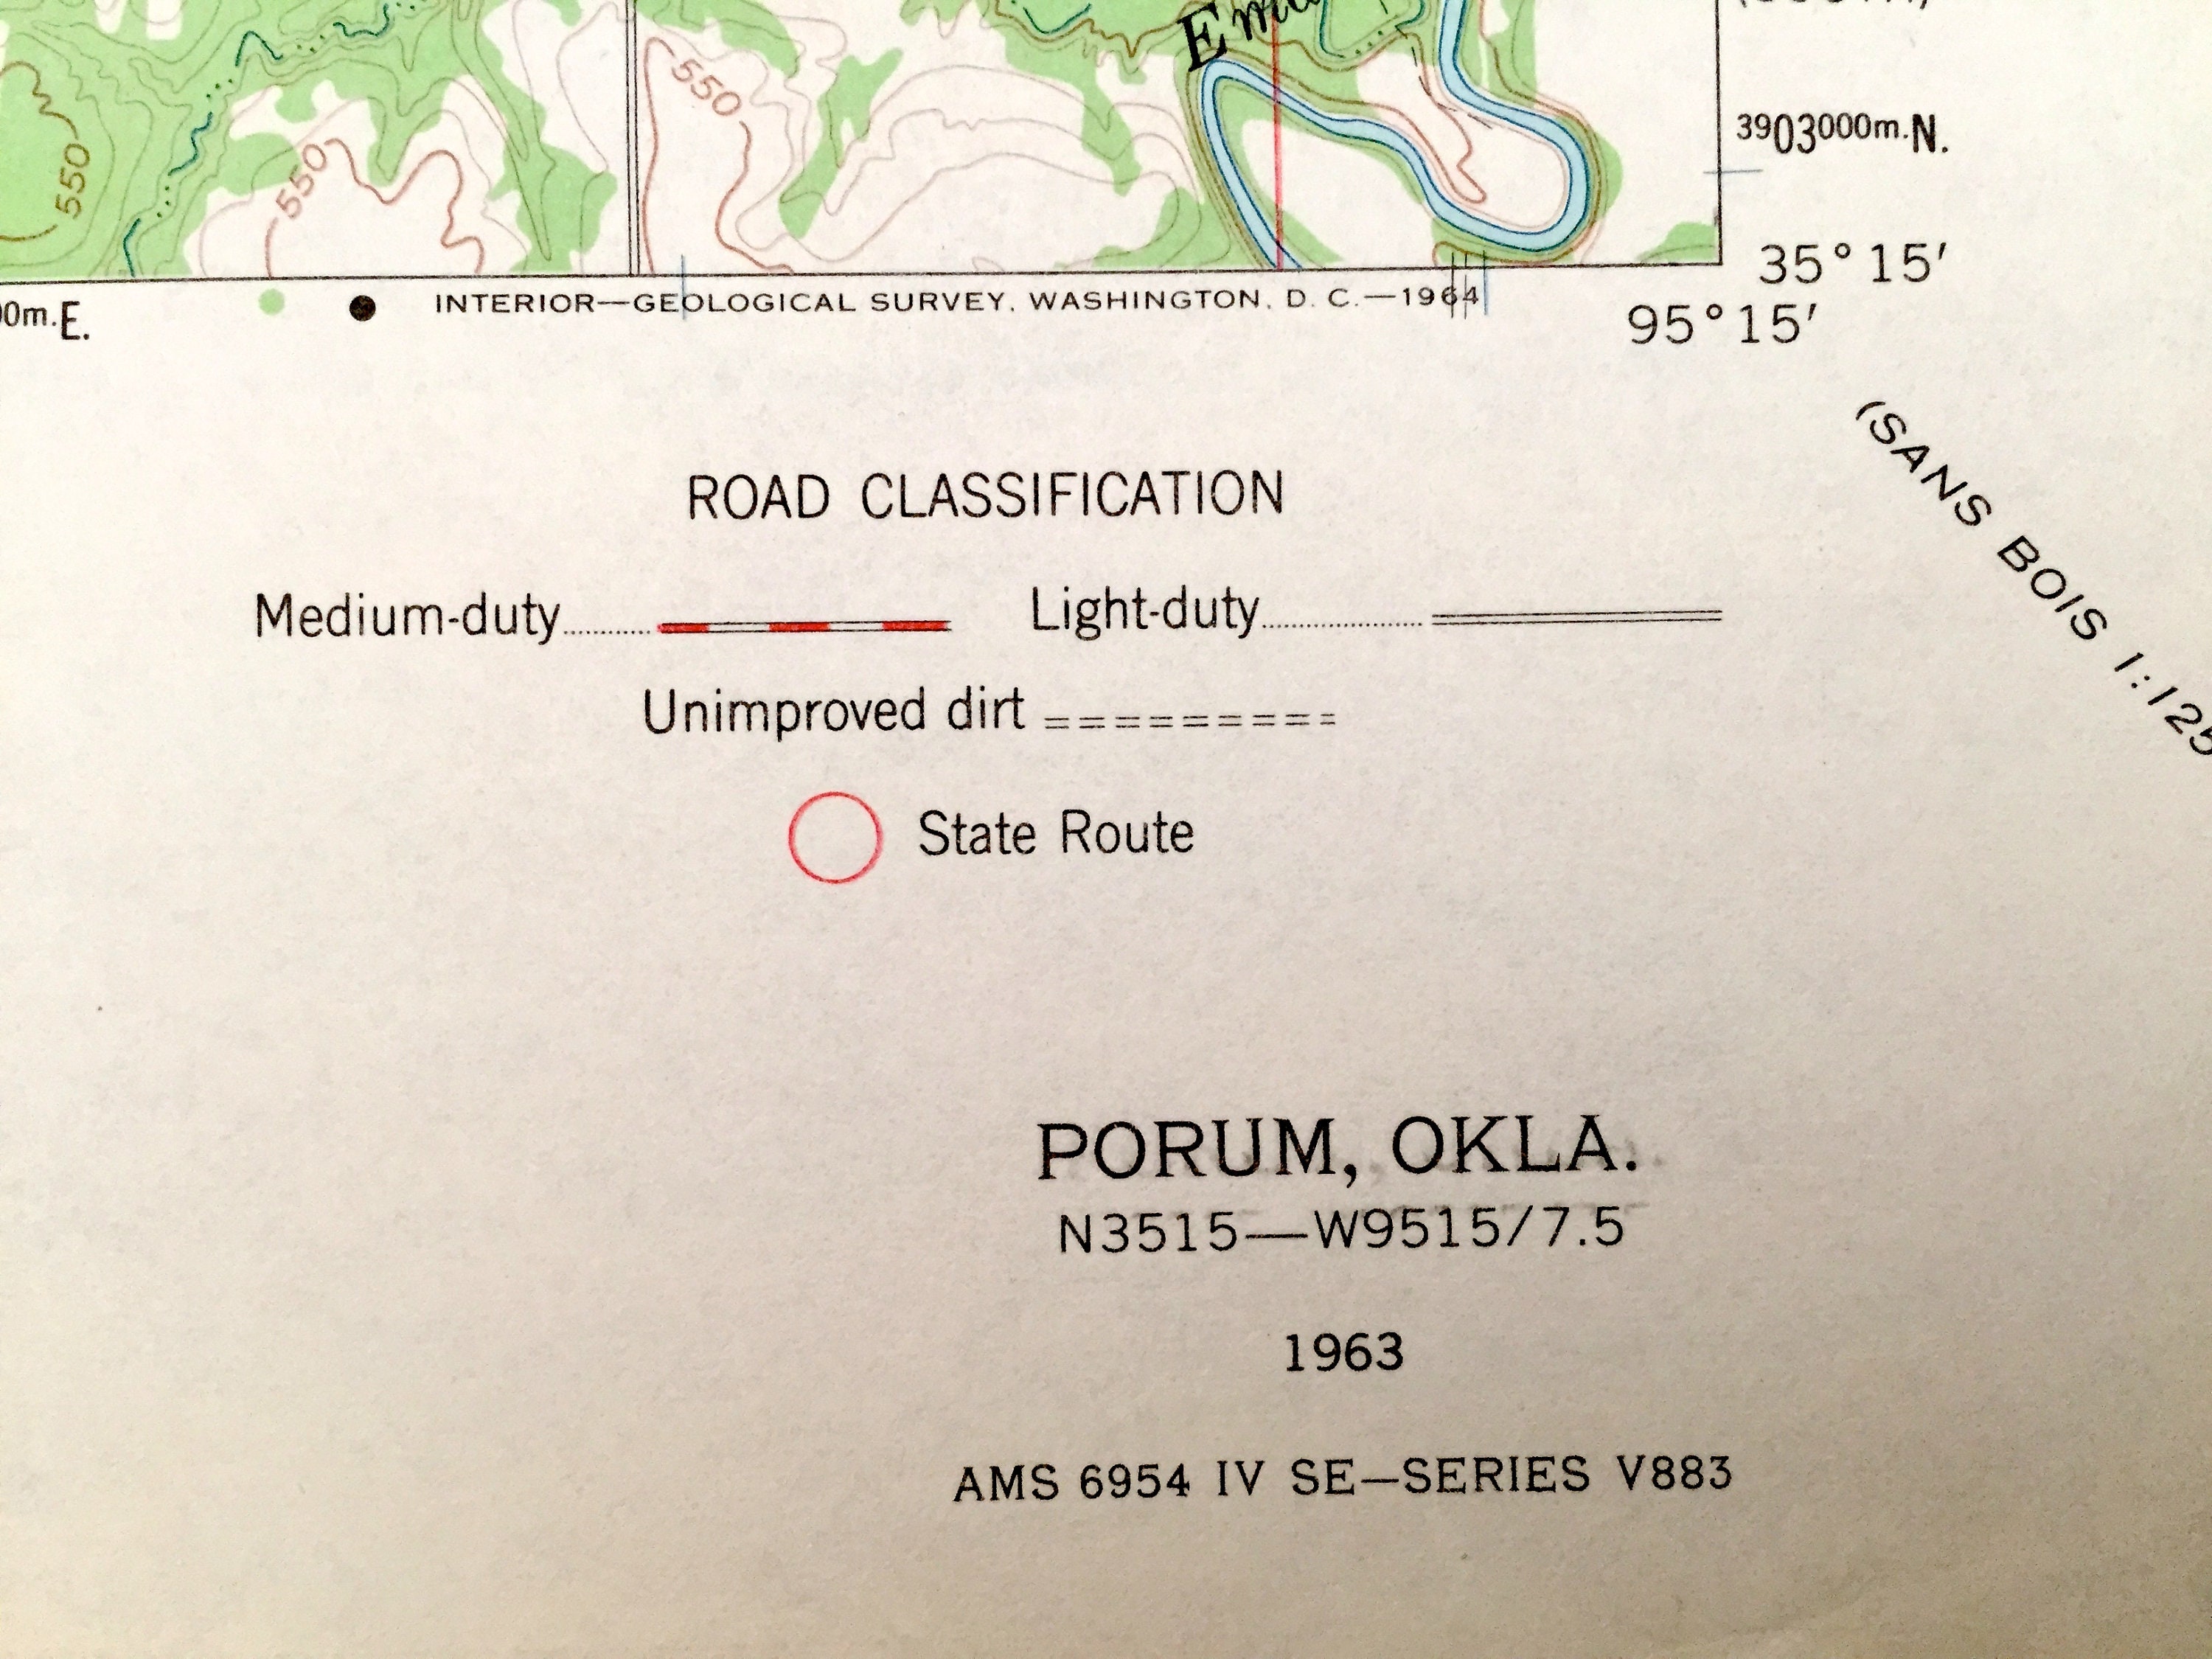 550
550
550
3903000m.N.
35°15′
0m.E.
INTERIOR—GEOLOGICAL SURVEY, WASHINGTON, D. C.—1964
95°15′
(SANS BOIS 1:125
ROAD CLASSIFICATION
Medium-duty Light-duty
Unimproved dirt
State Route
PORUM, OKLA.
N3515—W9515/7.5
1963
AMS 6954 IV SE—SERIES V883